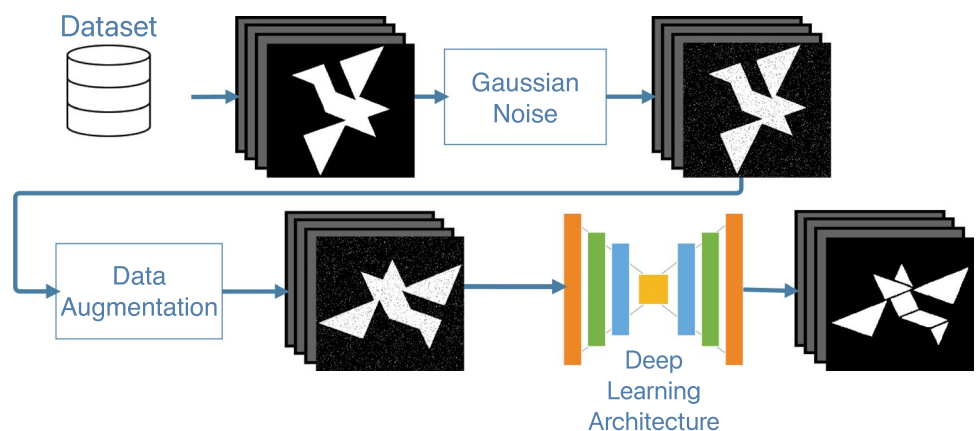 Dataset
Gaussian
Noise
Data
Augmentation
Deep
Learning
Architecture